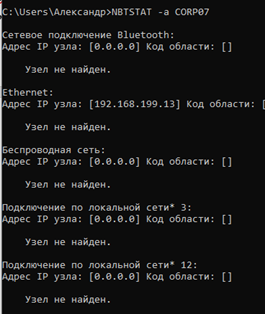 C:\Users\Александр>NBTSTAT -a CORP07
Сетевое подключение Bluetooth:
Адрес IP узла: [0.0.0.0] Код области: []
Узел не найден.
Ethernet:
Адрес IP узла: [192.168.199.13] Код области: [
Узел не найден.
Беспроводная сеть:
Адрес IP узла: [0.0.0.0] Код области: []
Узел не найден.
Подключение по локальной сети* 3:
Адрес IP узла: [0.0.0.0] Код области: []
Узел не найден.
Подключение по локальной сети* 12:
Адрес IP узла: [0.0.0.0] Код области: []
Узел не найден.